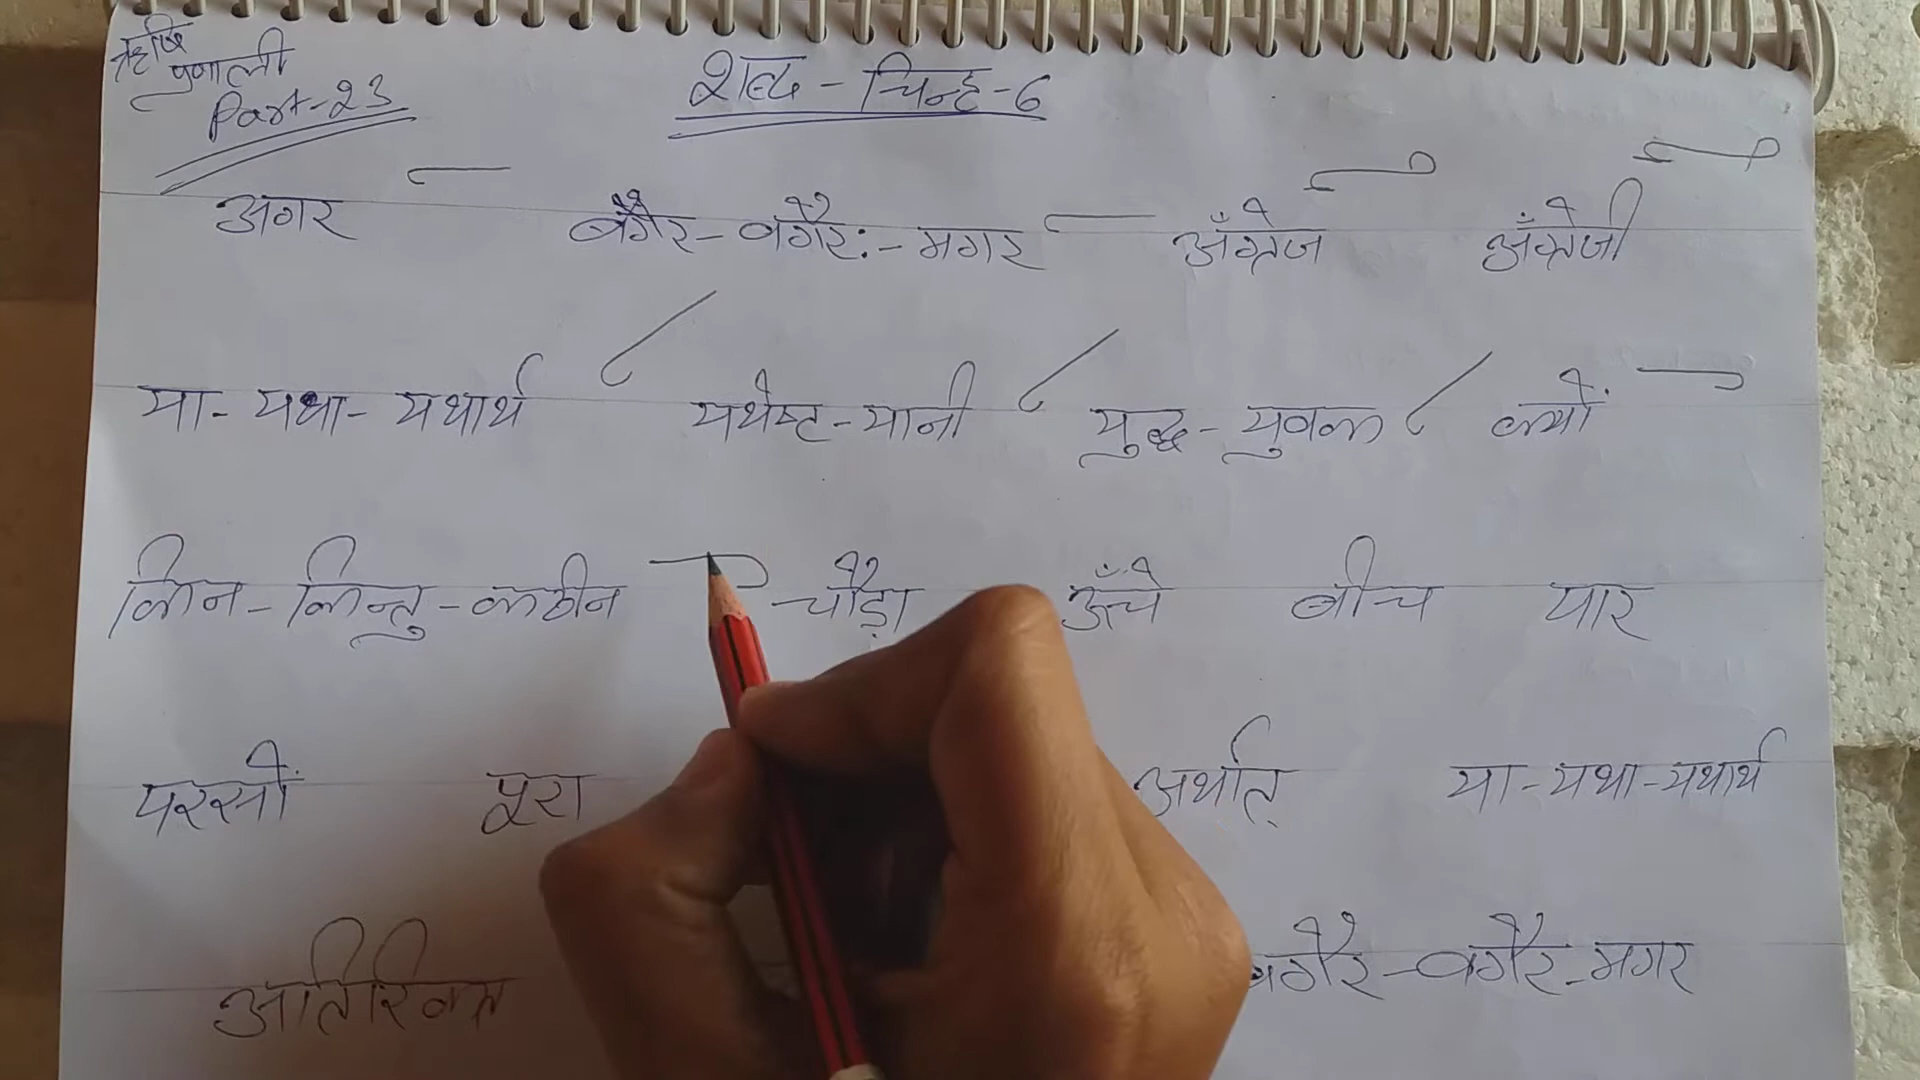 ऋषि
प्रणाली
Part-23
शब्द-चिन्ह-6
अगर बगैर-वगैर:-मगर अँग्रेज अँग्रेजी
या-यथा-यथार्थ यथेष्ट-यानी युद्ध-युवक क्यों
किन-किन्तु-कठीन चौड़ा ऊँचे बीच पार
परसों पूरा अर्थात् या-यथा-यथार्थ
अतिरिक्त बगैर-वगैर-मगर